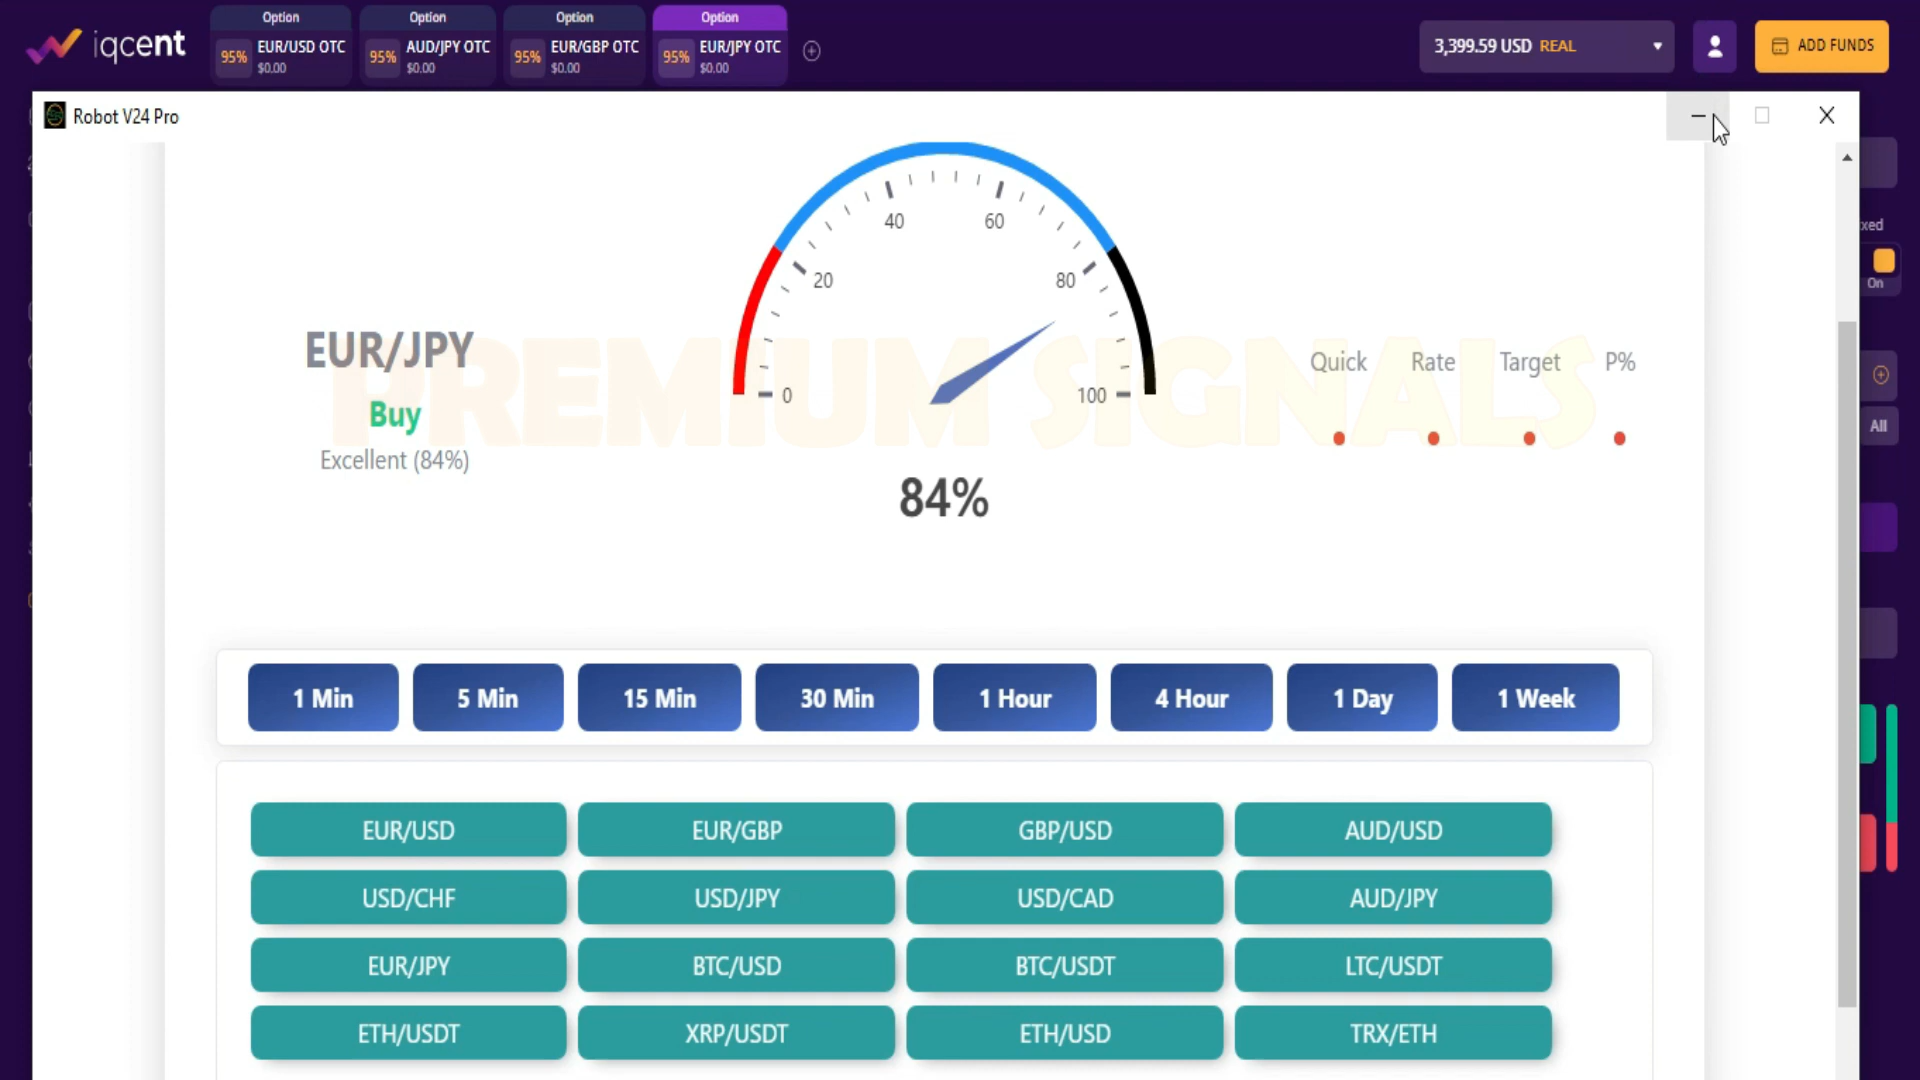 iqcent
Option
95% EUR/USD OTC
$0.00
Option
95% AUD/JPY OTC
$0.00
Option
95% EUR/GBP OTC
$0.00
Option
95% EUR/JPY OTC
$0.00
3,399.59 USD REAL
ADD FUNDS
Robot V24 Pro
0
20
40
60
80
100
84%
EUR/JPY
Buy
Excellent (84%)
PREMIUM SIGNALS
Quick Rate Target P%
xed
On
All
1 Min 5 Min 15 Min 30 Min 1 Hour 4 Hour 1 Day 1 Week
EUR/USD EUR/GBP GBP/USD AUD/USD
USD/CHF USD/JPY USD/CAD AUD/JPY
EUR/JPY BTC/USD BTC/USDT LTC/USDT
ETH/USDT XRP/USDT ETH/USD TRX/ETH